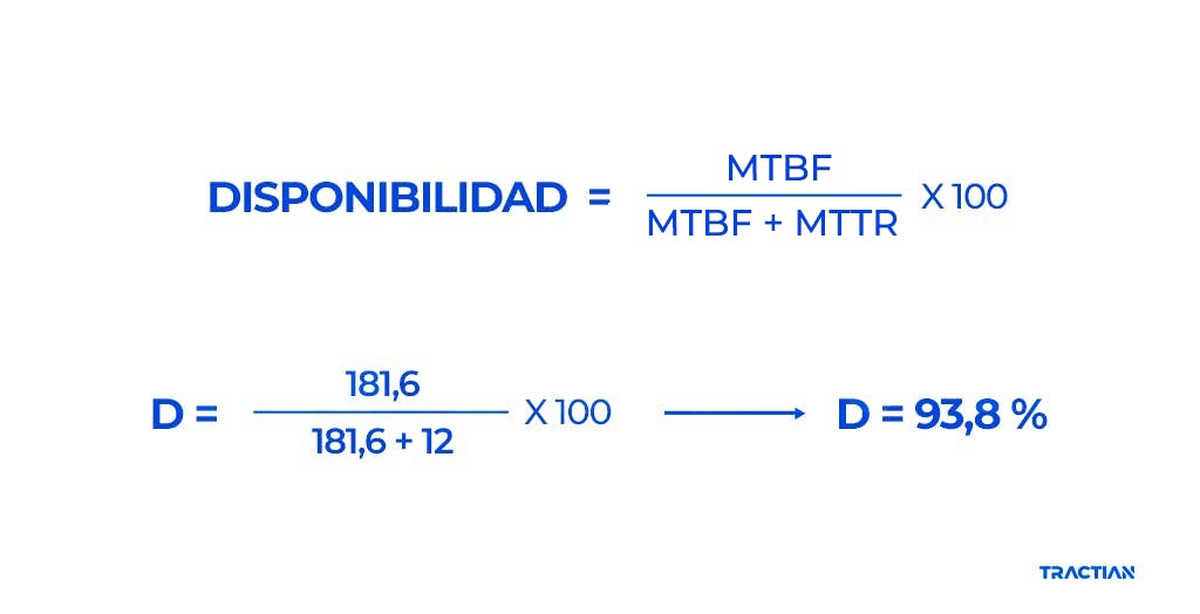 MTBF
DISPONIBILIDAD = X 100
MTBF + MTTR
181,6
D = X 100 D = 93,8 %
181,6 + 12
TRACTIAN